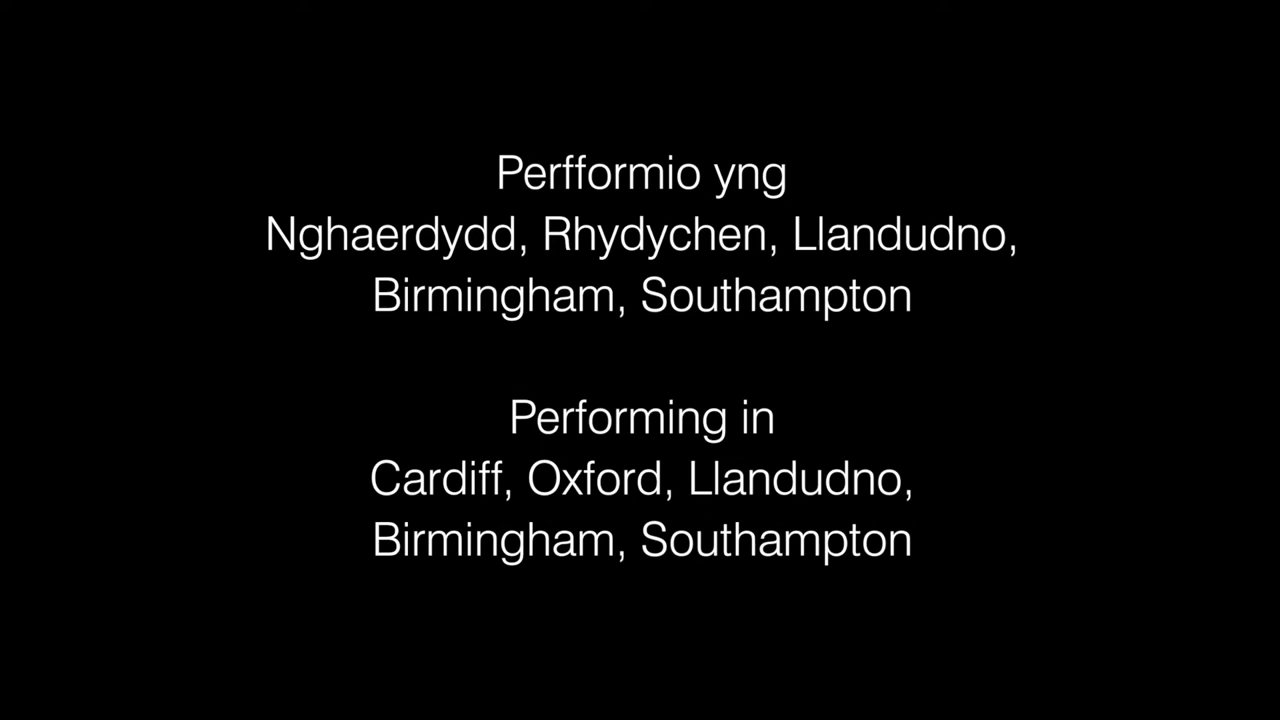 Perfformio yng
Nghaerdydd, Rhydychen, Llandudno,
Birmingham, Southampton
Performing in
Cardiff, Oxford, Llandudno,
Birmingham, Southampton